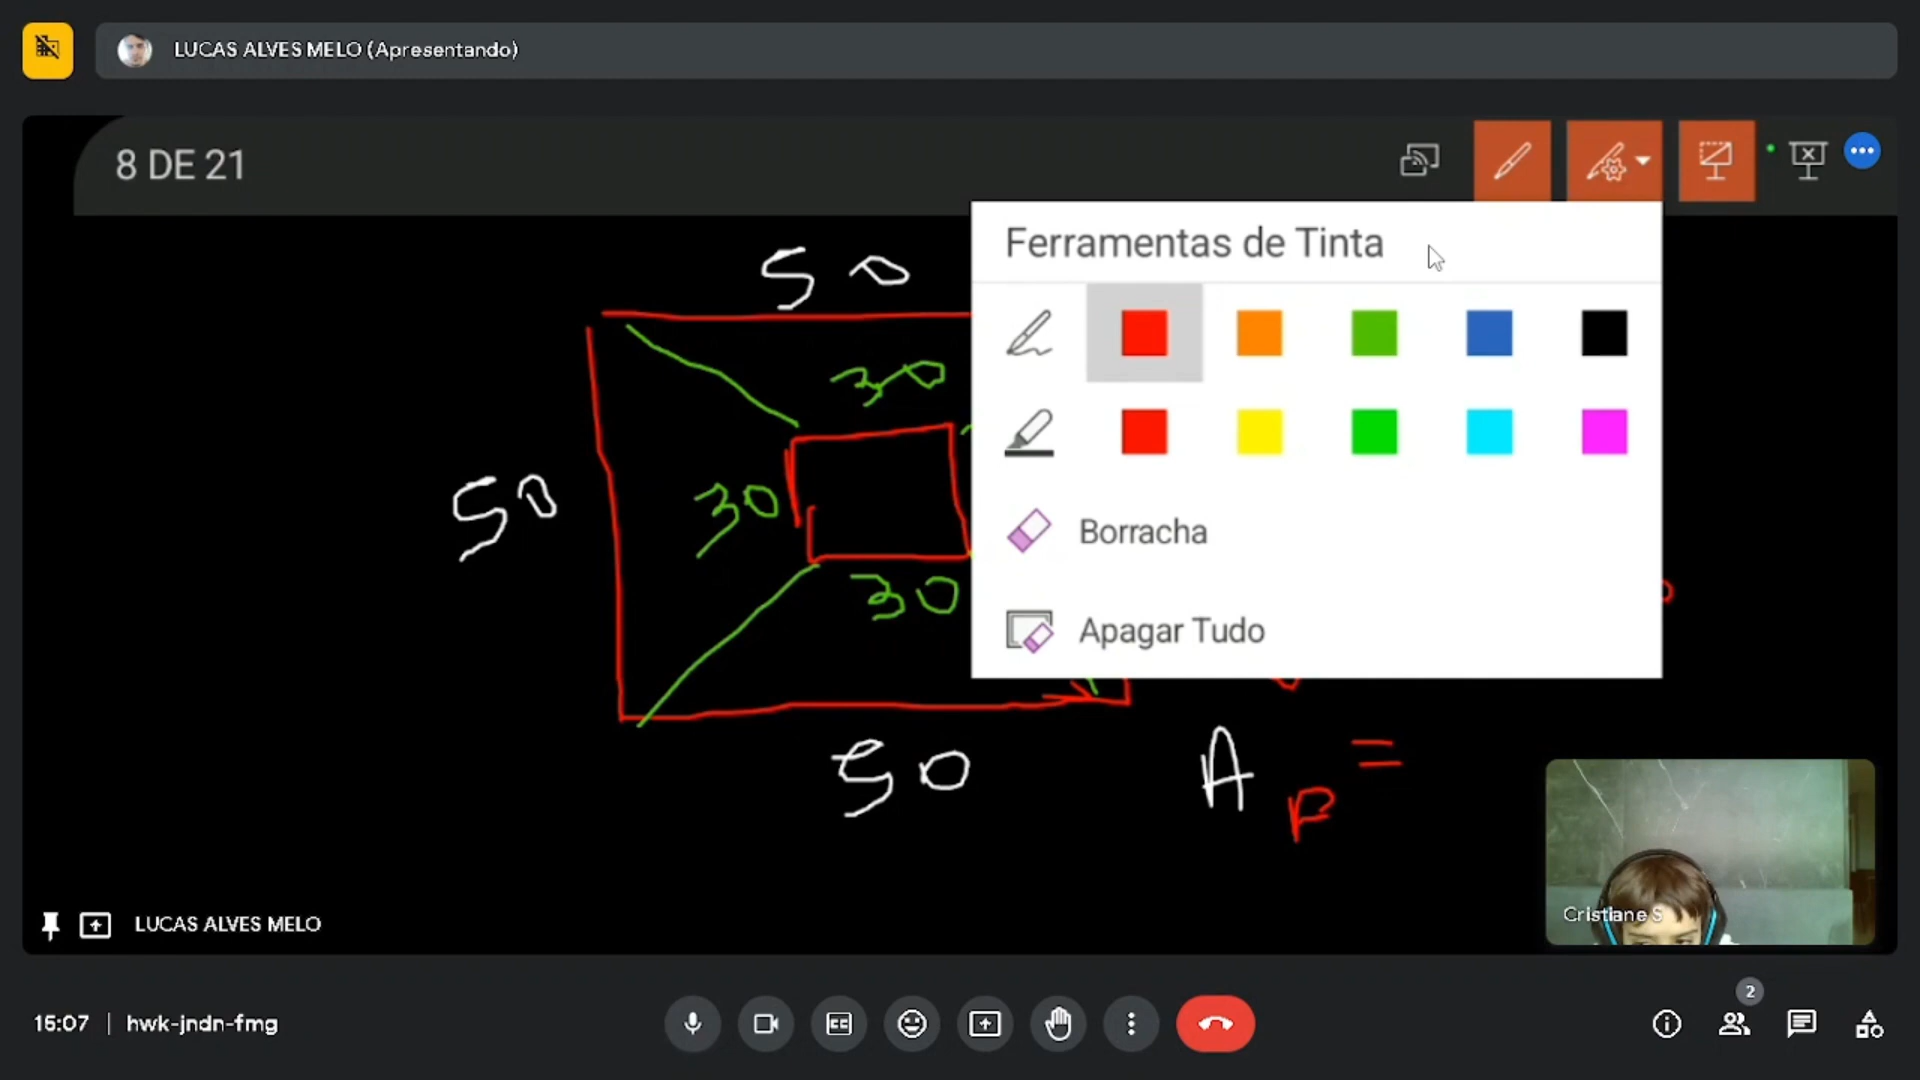 LUCAS ALVES MELO (Apresentando)
8 DE 21
Ferramentas de Tinta
Borracha
Apagar Tudo
50
30
50
30
30
50
A P =
Cristiane S
LUCAS ALVES MELO
15:07 | hwk-jndn-fmg
2